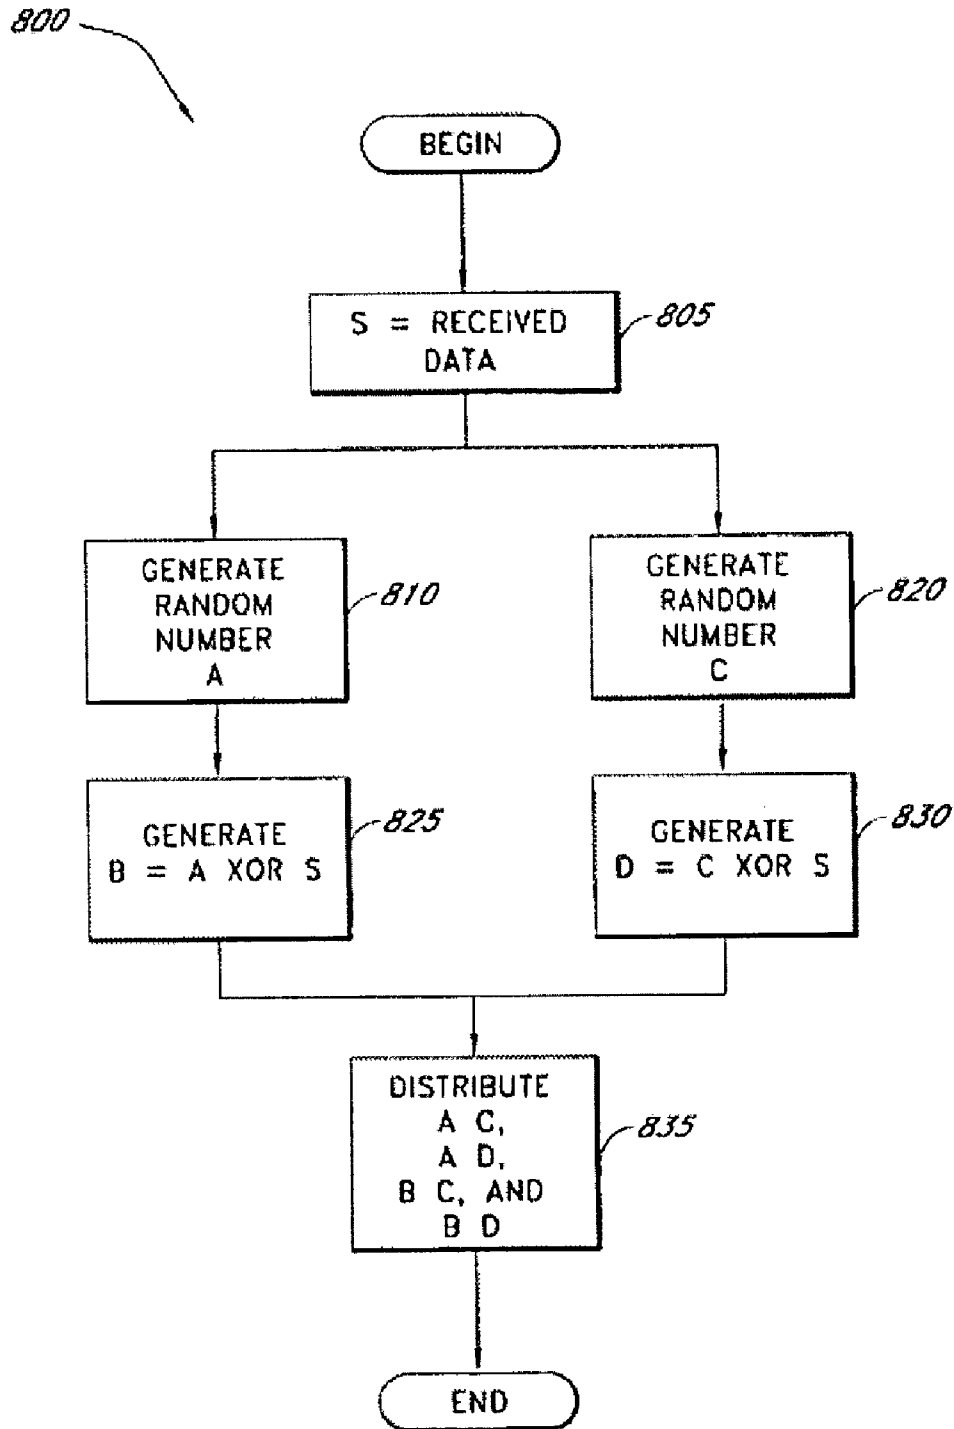 800
BEGIN
S = RECEIVED
DATA
805
GENERATE
RANDOM
NUMBER
A
810
GENERATE
RANDOM
NUMBER
C
820
GENERATE
B = A XOR S
825
GENERATE
D = C XOR S
830
DISTRIBUTE
A C,
A D,
B C, AND
B D
835
END